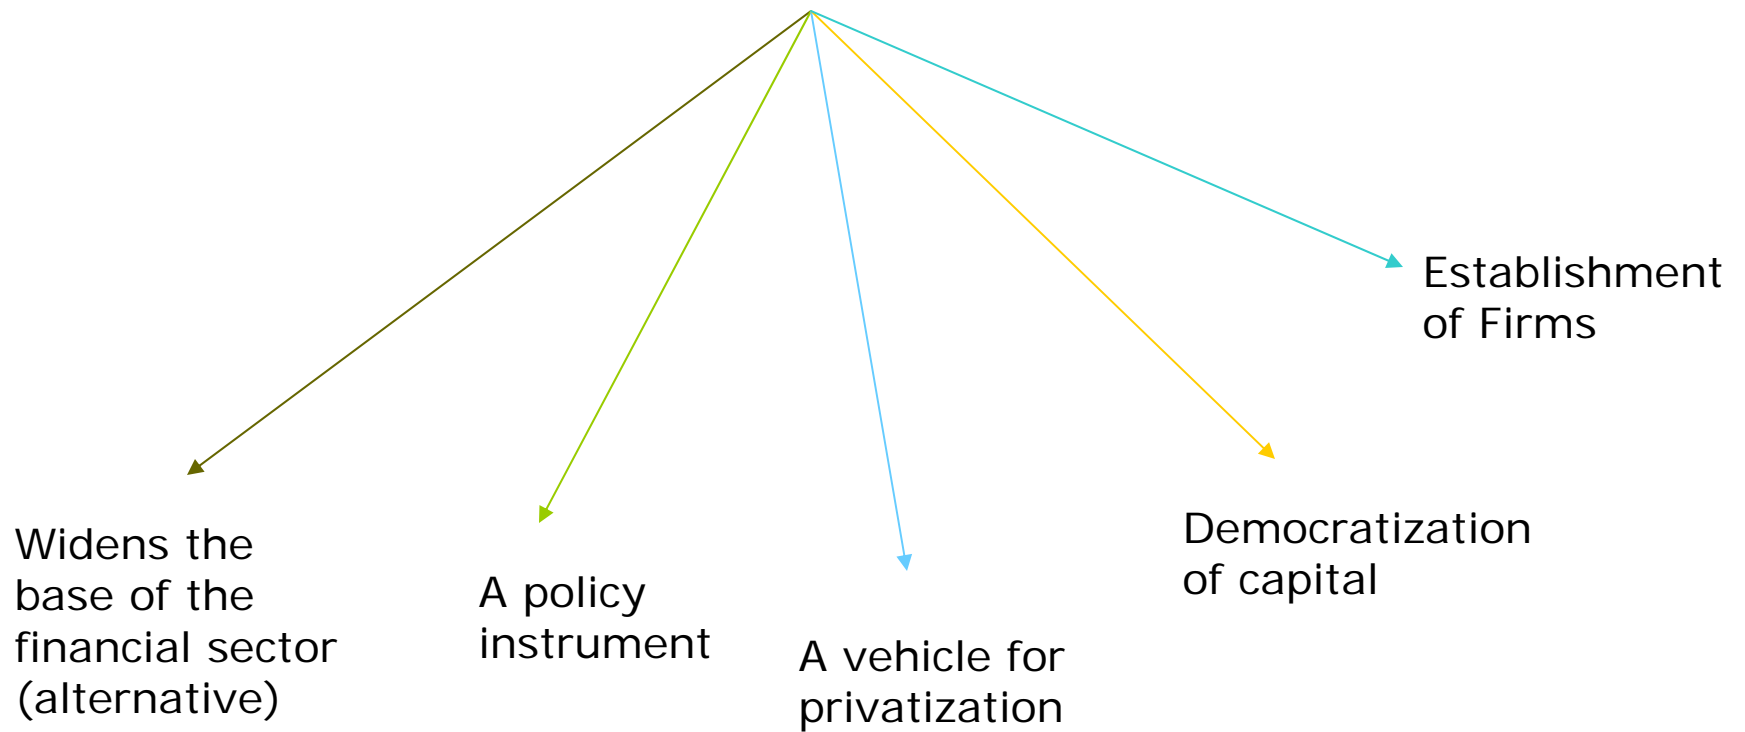 Widens the
base of the
financial sector
(alternative)
A policy
instrument
A vehicle for
privatization
Democratization
of capital
Establishment
of Firms